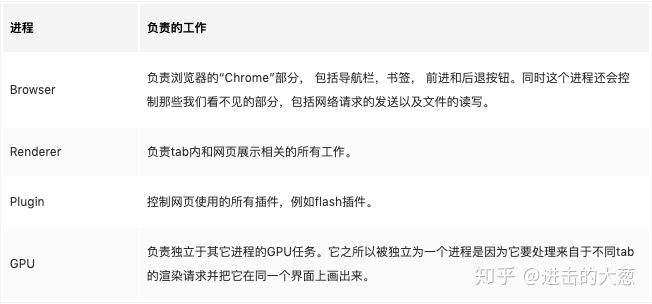 进程 负责的工作
Browser 负责浏览器的“Chrome”部分， 包括导航栏，书签， 前进和后退按钮。同时这个进程还会控
制那些我们看不见的部分，包括网络请求的发送以及文件的读写。
Renderer 负责tab内和网页展示相关的所有工作。
Plugin 控制网页使用的所有插件，例如flash插件。
GPU 负责独立于其它进程的GPU任务。它之所以被独立为一个进程是因为它要处理来自于不同tab
的渲染请求并把它在同一个界面上画出来。
知乎 @进击的大葱